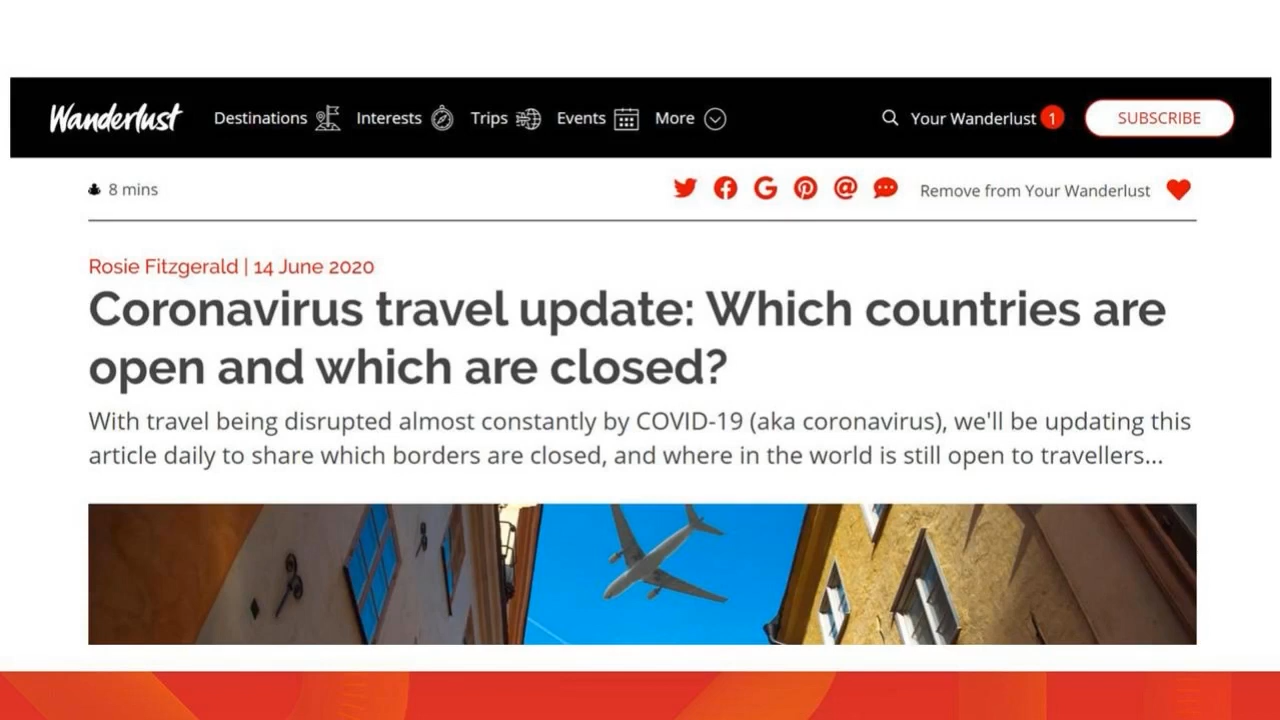 Wanderlust Destinations Interests Trips Events More Your Wanderlust 1 SUBSCRIBE
8 mins Remove from Your Wanderlust
Rosie Fitzgerald | 14 June 2020
Coronavirus travel update: Which countries are
open and which are closed?
With travel being disrupted almost constantly by COVID-19 (aka coronavirus), we'll be updating this
article daily to share which borders are closed, and where in the world is still open to travellers...